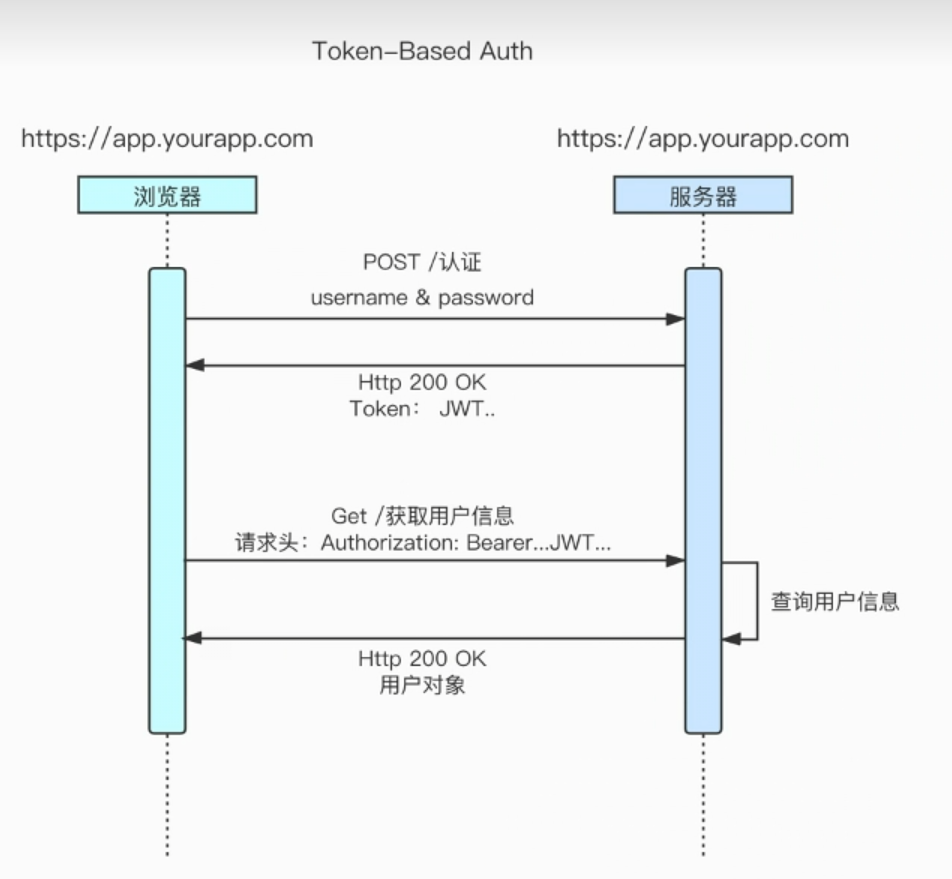 Token-Based Auth
https://app.yourapp.com
https://app.yourapp.com
浏览器
服务器
POST /认证
username & password
Http 200 OK
Token： JWT..
Get /获取用户信息
请求头：Authorization: Bearer...JWT...
查询用户信息
Http 200 OK
用户对象